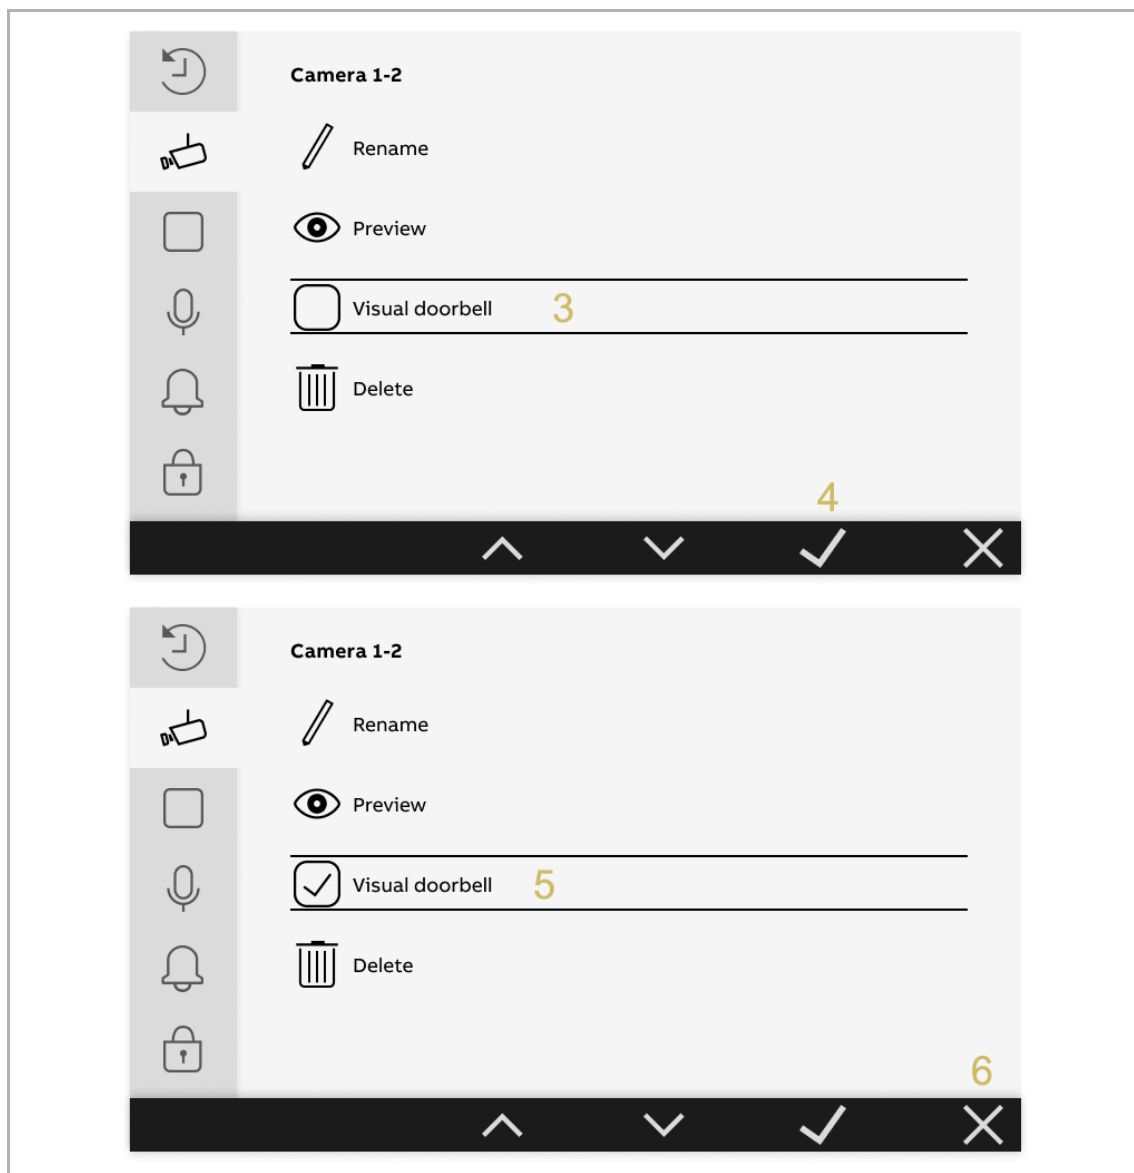 Camera 1-2
Rename
Preview
Visual doorbell 3
Delete
4
Camera 1-2
Rename
Preview
Visual doorbell 5
Delete
6